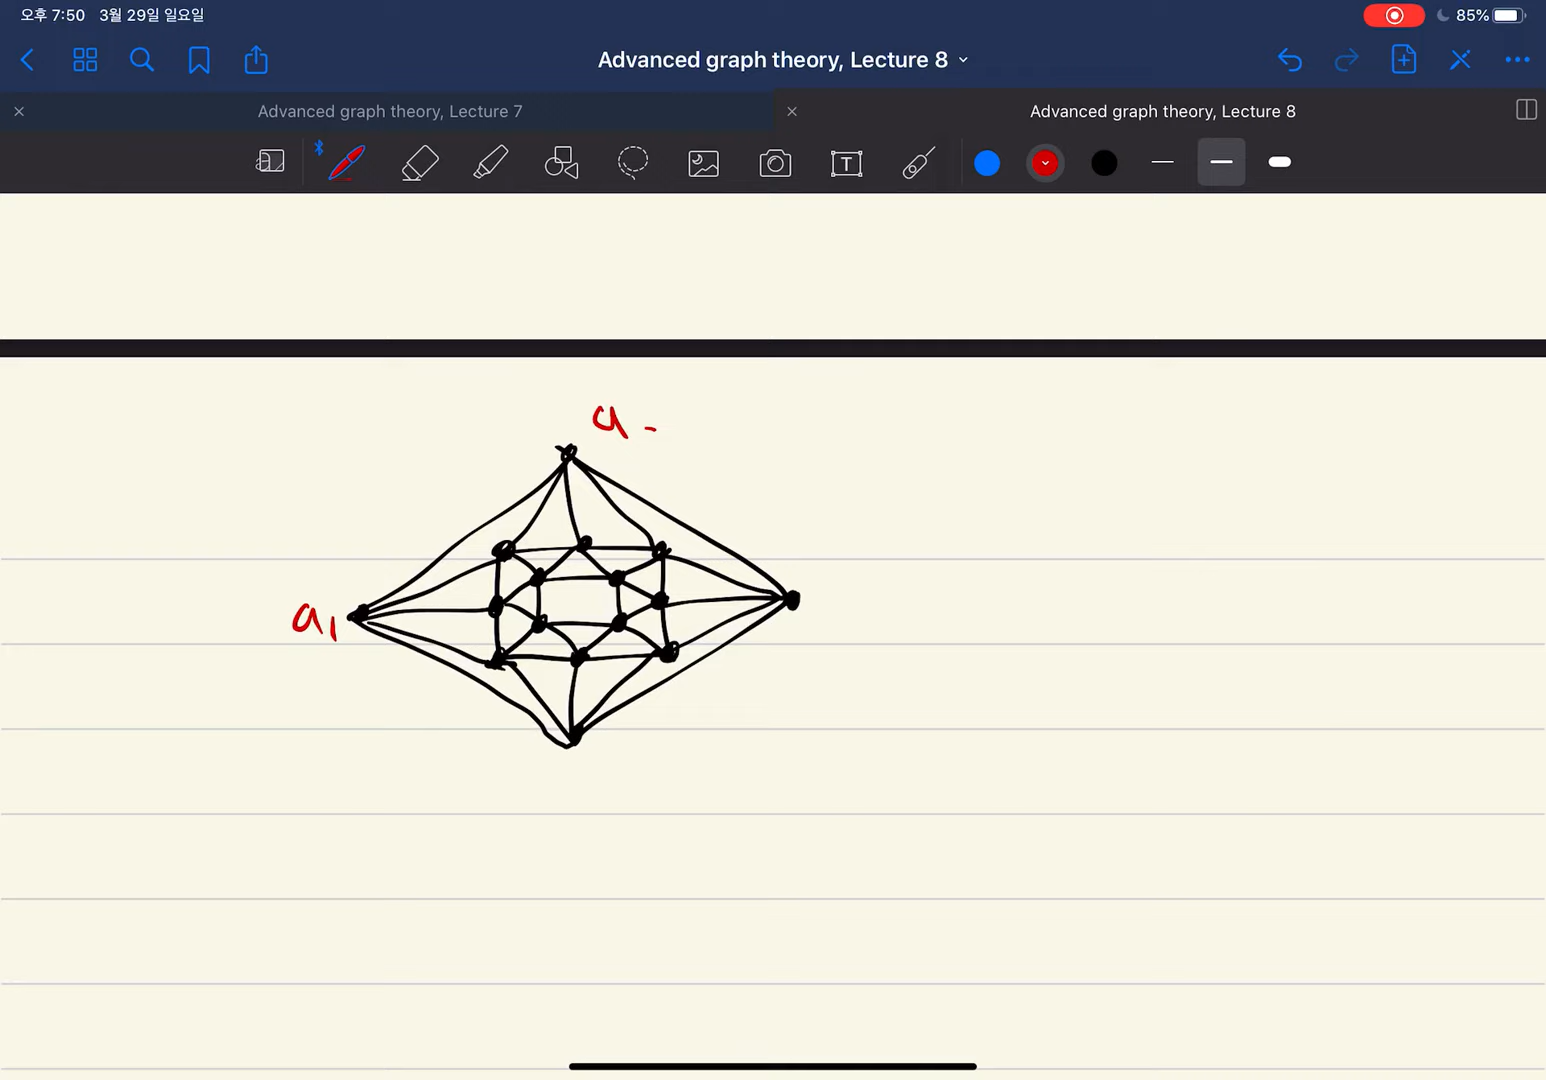 오후 7:50 3월 29일 일요일
85%
Advanced graph theory, Lecture 8
Advanced graph theory, Lecture 7
Advanced graph theory, Lecture 8
T
a -
a₁